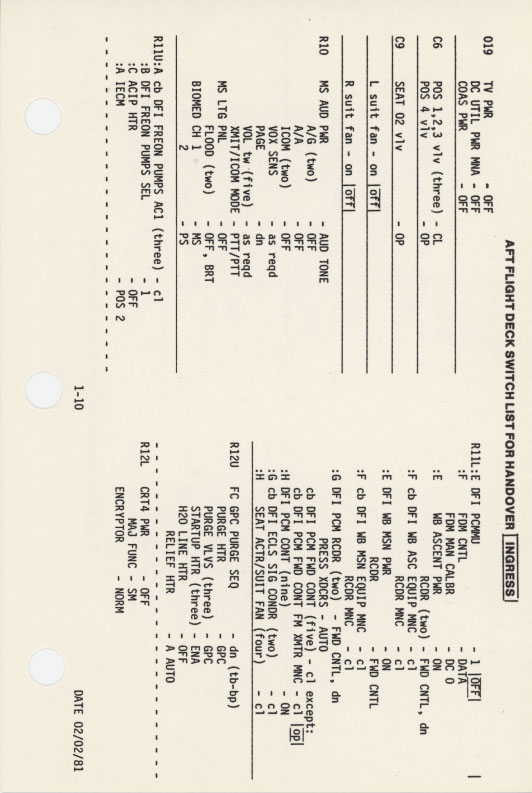 AFT FLIGHT DECK SWITCH LIST FOR HANDOVER INGRESS
O19 TV PWR - OFF
DC UTIL PWR MNA - OFF
COAS PWR - OFF
C6 POS 1,2,3 vlv (three) - CL
POS 4 vlv - OP
C9 SEAT O2 vlv - OP
L suit fan - on off
R suit fan - on off
R10 MS AUD PWR - AUD TONE
A/G (two) - OFF
A/A - OFF
ICOM (two) - OFF
VOX SENS - as reqd
PAGE - dn
VOL tw (five) - as reqd
XMIT/ICOM MODE - PTT/PTT
MS LTG PNL - OFF
FLOOD (two) - OFF, BRT
BIOMED CH 1 - MS
2 - PS
R11U:A cb DFI FREON PUMPS AC1 (three) - cl
:B DFI FREON PUMPS SEL - 1
:C ACIP HTR - OFF
:A IECM - POS 2
R11L:E DFI PCMMU - 1 OFF
:F FDM CNTL - DATA
FDM MAN CALBR - DC 0
:E WB ASCENT PWR - ON
RCDR (two) - FWD CNTL, dn
:F cb DFI WB ASC EQUIP MNC - cl
RCDR MNC - cl
:E DFI WB MSN PWR - ON
RCDR - FWD CNTL
:F cb DFI WB MSN EQUIP MNC - cl
RCDR MNC - cl
:G DFI PCM RCDR (two) - FWD CNTL, dn
PRESS XDCRS - AUTO
cb DFI PCM FWD CONT (five) - cl except:
cb DFI PCM FWD CONT FM XMTR MNC - cl op
:H DFI PCM CONT (nine) - ON
:G cb DFI ECLS SIG CONDR (two) - cl
:H SEAT ACTR/SUIT FAN (four) - cl
R12U FC GPC PURGE SEQ - dn (tb-bp)
PURGE HTR - GPC
PURGE VLVS (three) - GPC
STARTUP HTR (three) - ENA
H2O LINE HTR - OFF
RELIEF HTR - A AUTO
R12L CRT4 PWR - OFF
MAJ FUNC - SM
ENCRYPTOR - NORM
1-10
DATE 02/02/81